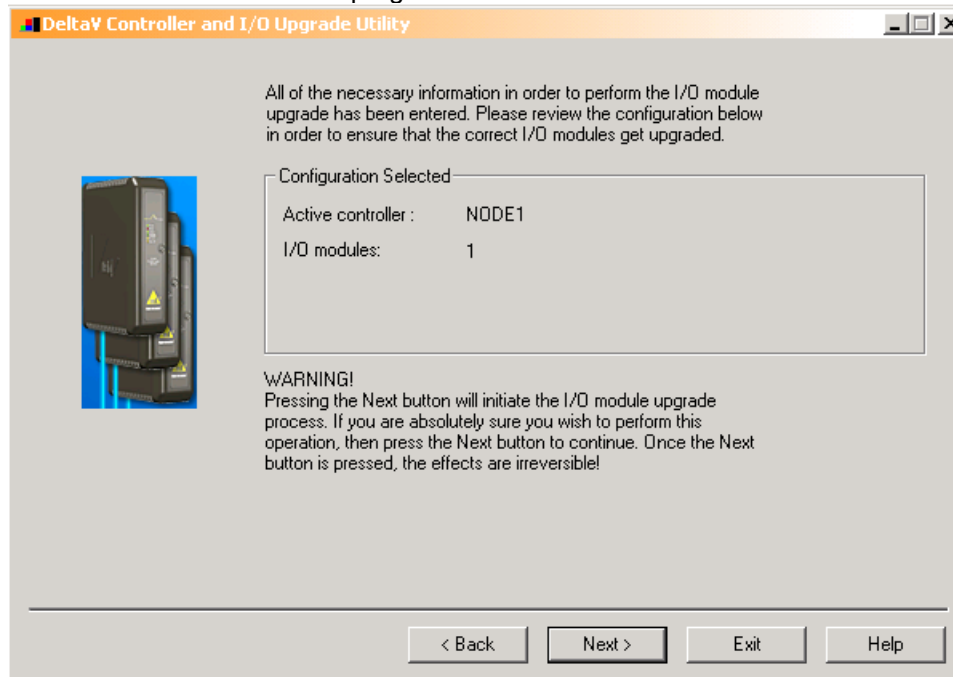 DeltaV Controller and I/O Upgrade Utility
All of the necessary information in order to perform the I/O module
upgrade has been entered. Please review the configuration below
in order to ensure that the correct I/O modules get upgraded.
Configuration Selected
Active controller : NODE1
I/O modules: 1
WARNING!
Pressing the Next button will initiate the I/O module upgrade
process. If you are absolutely sure you wish to perform this
operation, then press the Next button to continue. Once the Next
button is pressed, the effects are irreversible!
< Back Next > Exit Help